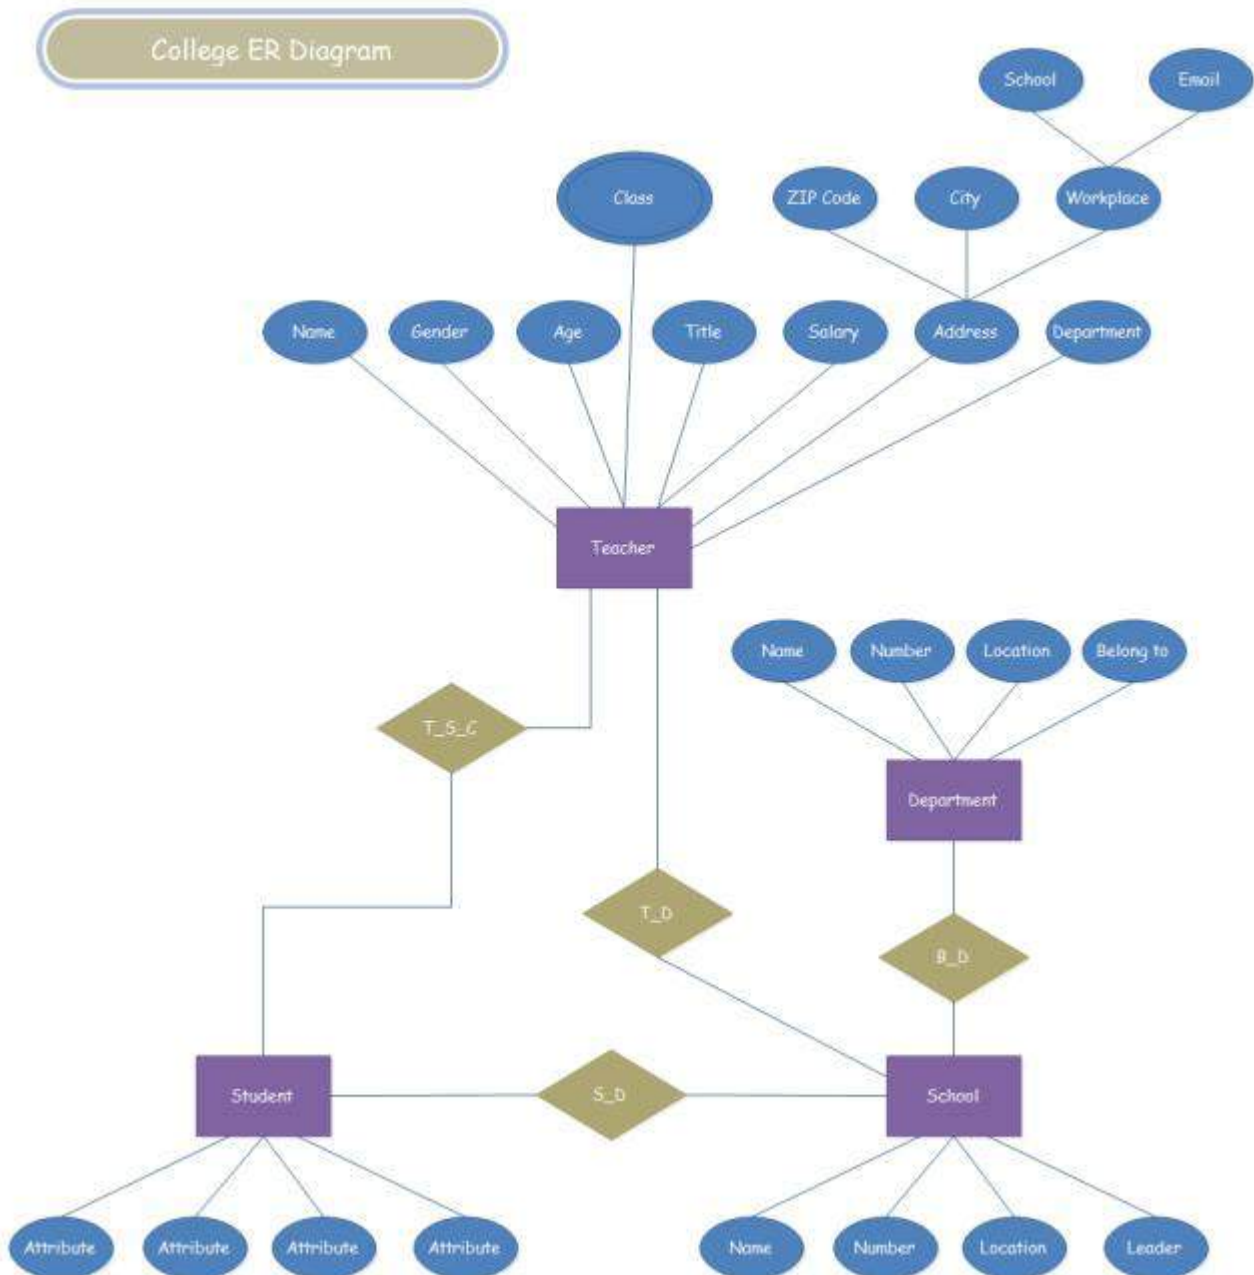 College ER Diagram
School
Email
Class
ZIP Code
City
Workplace
Name
Gender
Age
Title
Salary
Address
Department
Teacher
Name
Number
Location
Belong to
T_S_C
Department
T_D
B_D
Student
S_D
School
Attribute
Attribute
Attribute
Attribute
Name
Number
Location
Leader